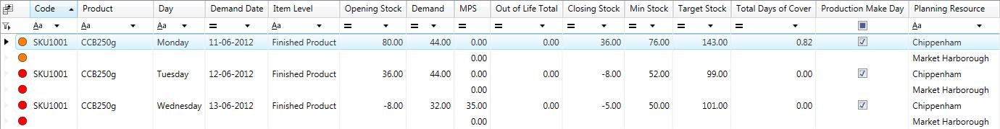 Code Product Day Demand Date Item Level Opening Stock Demand MPS Out of Life Total Closing Stock Min Stock Target Stock Total Days of Cover Production Make Day Planning Resource
Aa Aa Aa = Aa = = = = = = = = Aa
SKU1001 CCB250g Monday 11-06-2012 Finished Product 80.00 44.00 0.00 0.00 36.00 76.00 143.00 0.82 Chippenham
0.00 Market Harborough
SKU1001 CCB250g Tuesday 12-06-2012 Finished Product 36.00 44.00 0.00 0.00 -8.00 52.00 99.00 0.00 Chippenham
0.00 Market Harborough
SKU1001 CCB250g Wednesday 13-06-2012 Finished Product -8.00 32.00 35.00 0.00 -5.00 50.00 101.00 0.00 Chippenham
0.00 Market Harborough